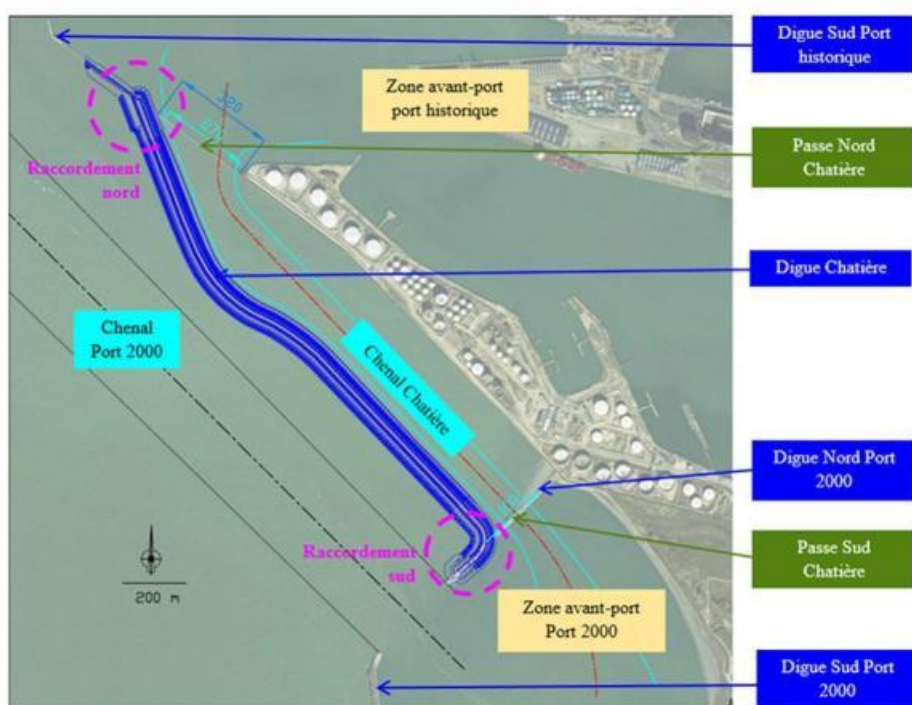 Digue Sud Port
historique
Zone avant-port
port historique
Passe Nord
Chatière
Raccordement
nord
Digue Chatière
Chenal
Port 2000
Chenal Chatière
Digue Nord Port
2000
Raccordement
sud
Passe Sud
Chatière
200 m
Zone avant-port
Port 2000
Digue Sud Port
2000